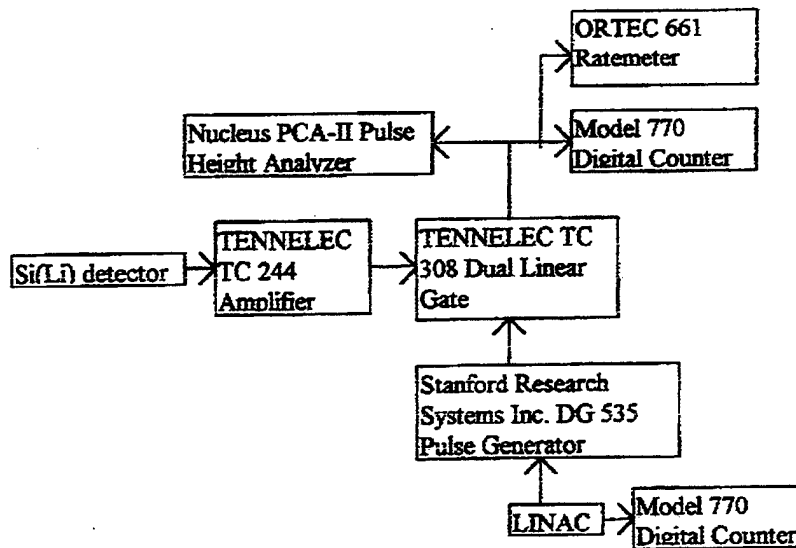 ORTEC 661
Ratemeter
Nucleus PCA-II Pulse
Height Analyzer
Model 770
Digital Counter
Si(Li) detector
TENNELEC
TC 244
Amplifier
TENNELEC TC
308 Dual Linear
Gate
Stanford Research
Systems Inc. DG 535
Pulse Generator
LINAC
Model 770
Digital Counter